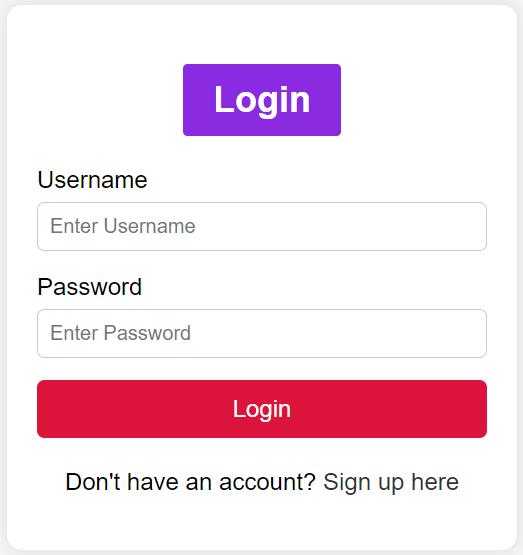 Login
Username
Enter Username
Password
Enter Password
Login
Don't have an account? Sign up here